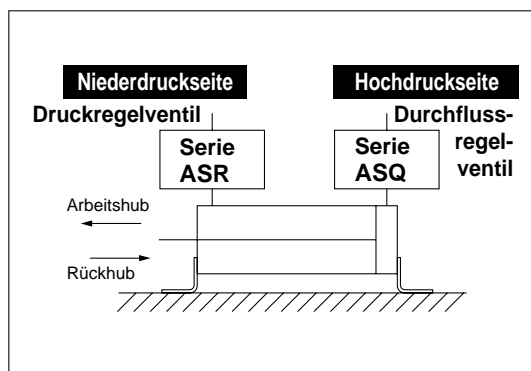 Niederdruckseite
Hochdruckseite
Druckregelventil
Durchfluss-
regel-
ventil
Serie
ASR
Serie
ASQ
Arbeitshub
Rückhub